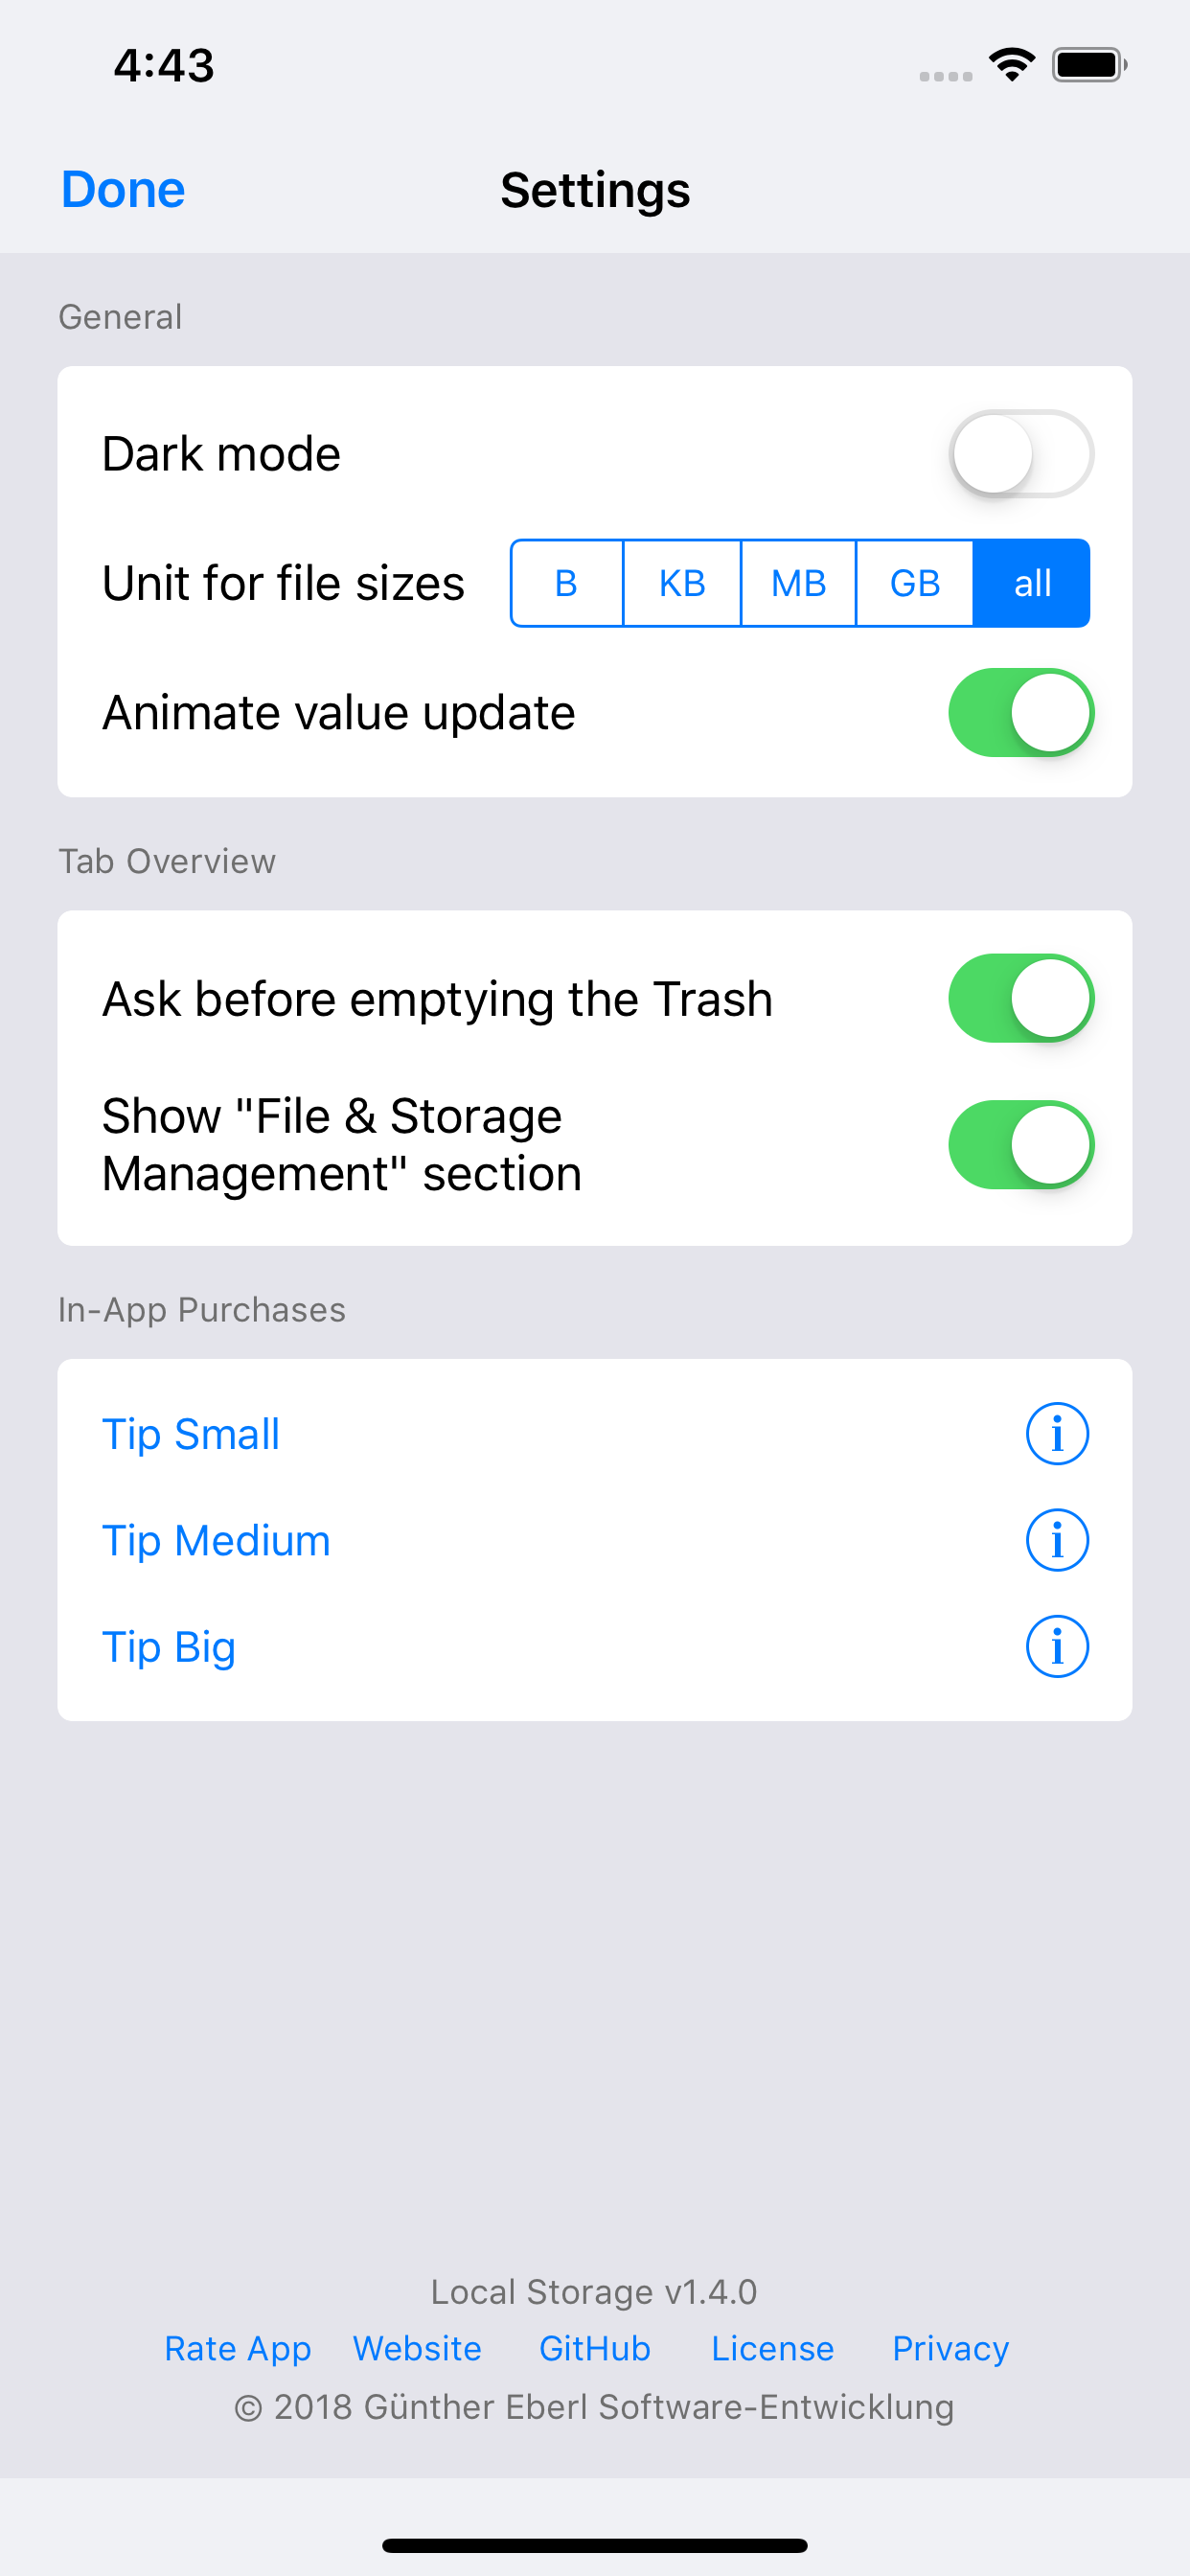 4:43
Done
Settings
General
Dark mode
Unit for file sizes
B KB MB GB all
Animate value update
Tab Overview
Ask before emptying the Trash
Show "File & Storage
Management" section
In-App Purchases
Tip Small
Tip Medium
Tip Big
Local Storage v1.4.0
Rate App Website GitHub License Privacy
© 2018 Günther Eberl Software-Entwicklung